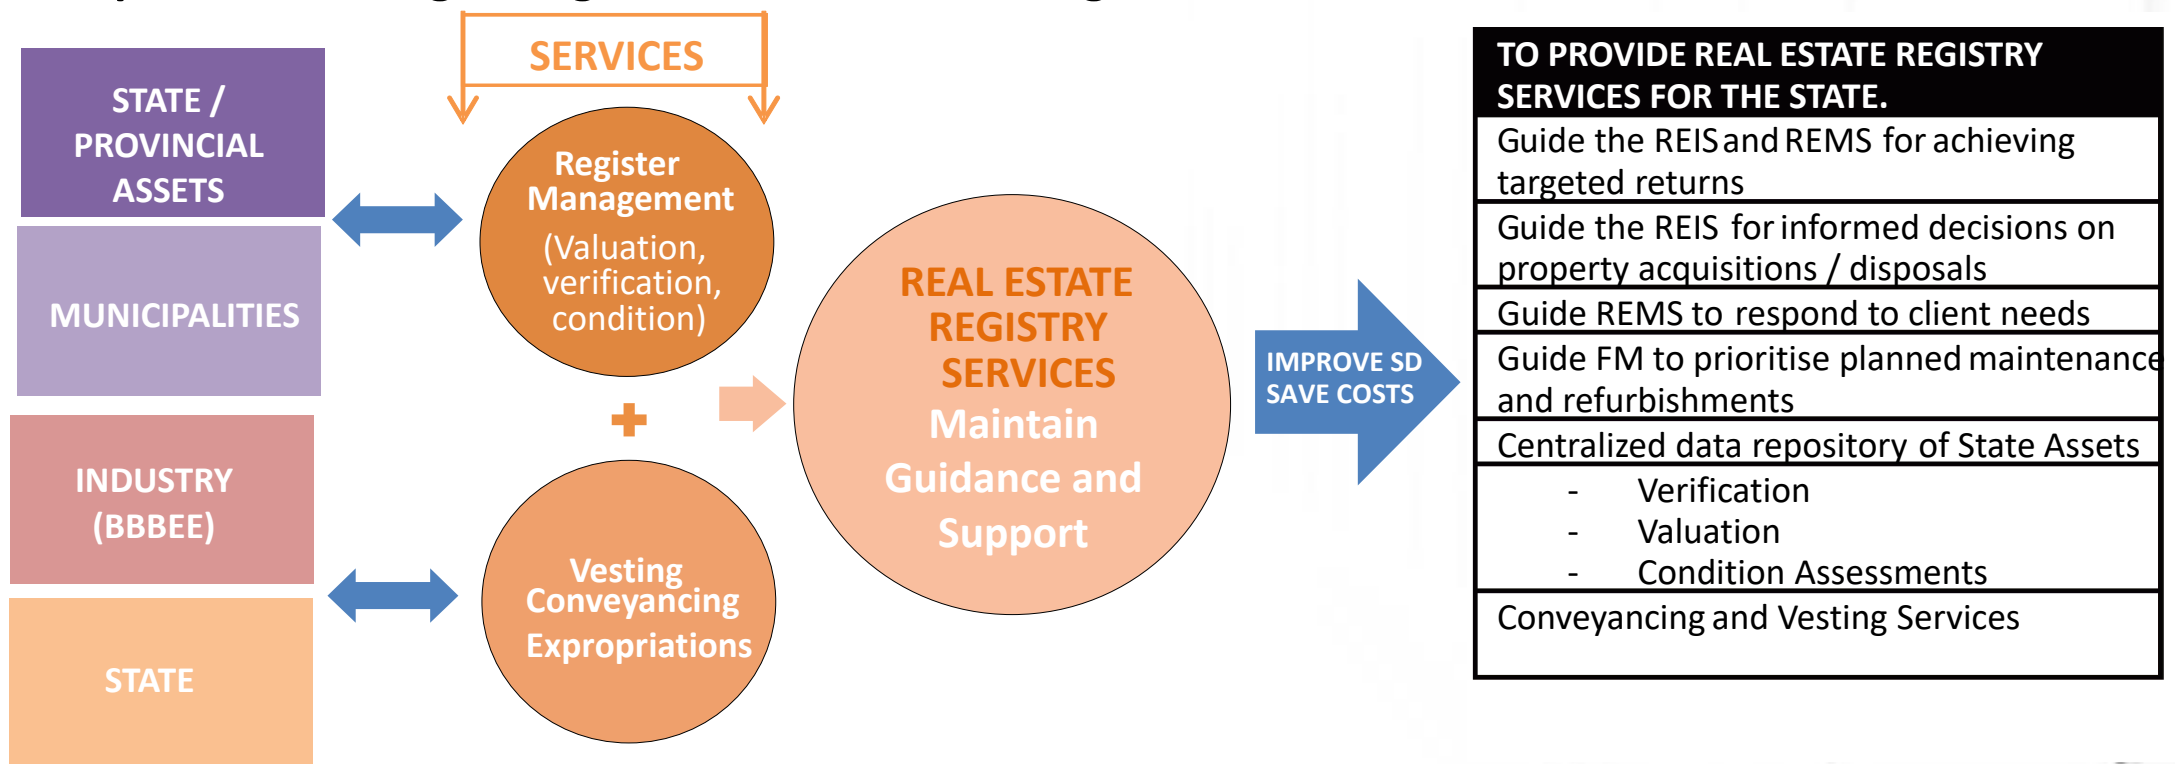 SERVICES
STATE /
PROVINCIAL
ASSETS
MUNICIPALITIES
INDUSTRY
(BBBEE)
STATE
Register
Management
(Valuation,
verification,
condition)
Vesting
Conveyancing
Expropriations
REAL ESTATE
REGISTRY
SERVICES
Maintain
Guidance and
Support
IMPROVE SD
SAVE COSTS
TO PROVIDE REAL ESTATE REGISTRY
SERVICES FOR THE STATE.
Guide the REIS and REMS for achieving
targeted returns
Guide the REIS for informed decisions on
property acquisitions / disposals
Guide REMS to respond to client needs
Guide FM to prioritise planned maintenance
and refurbishments
Centralized data repository of State Assets
- Verification
- Valuation
- Condition Assessments
Conveyancing and Vesting Services